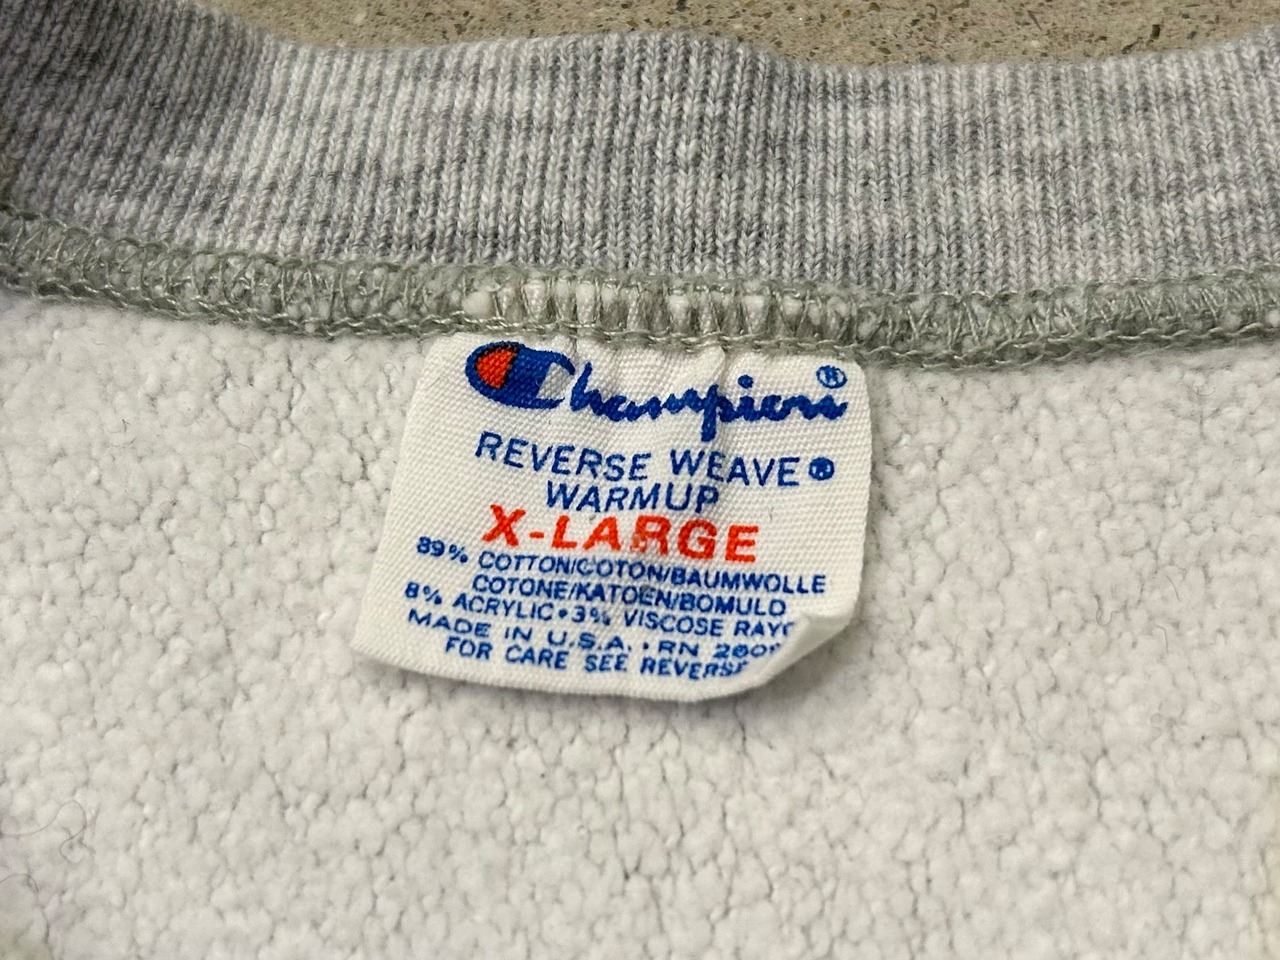 Champion®
REVERSE WEAVE®
WARMUP
X-LARGE
89% COTTON/COTON/BAUMWOLLE
COTONE/KATOEN/BOMULD
8% ACRYLIC • 3% VISCOSE
MADE IN U.S.A. • RN
FOR CARE SEE REVERSE